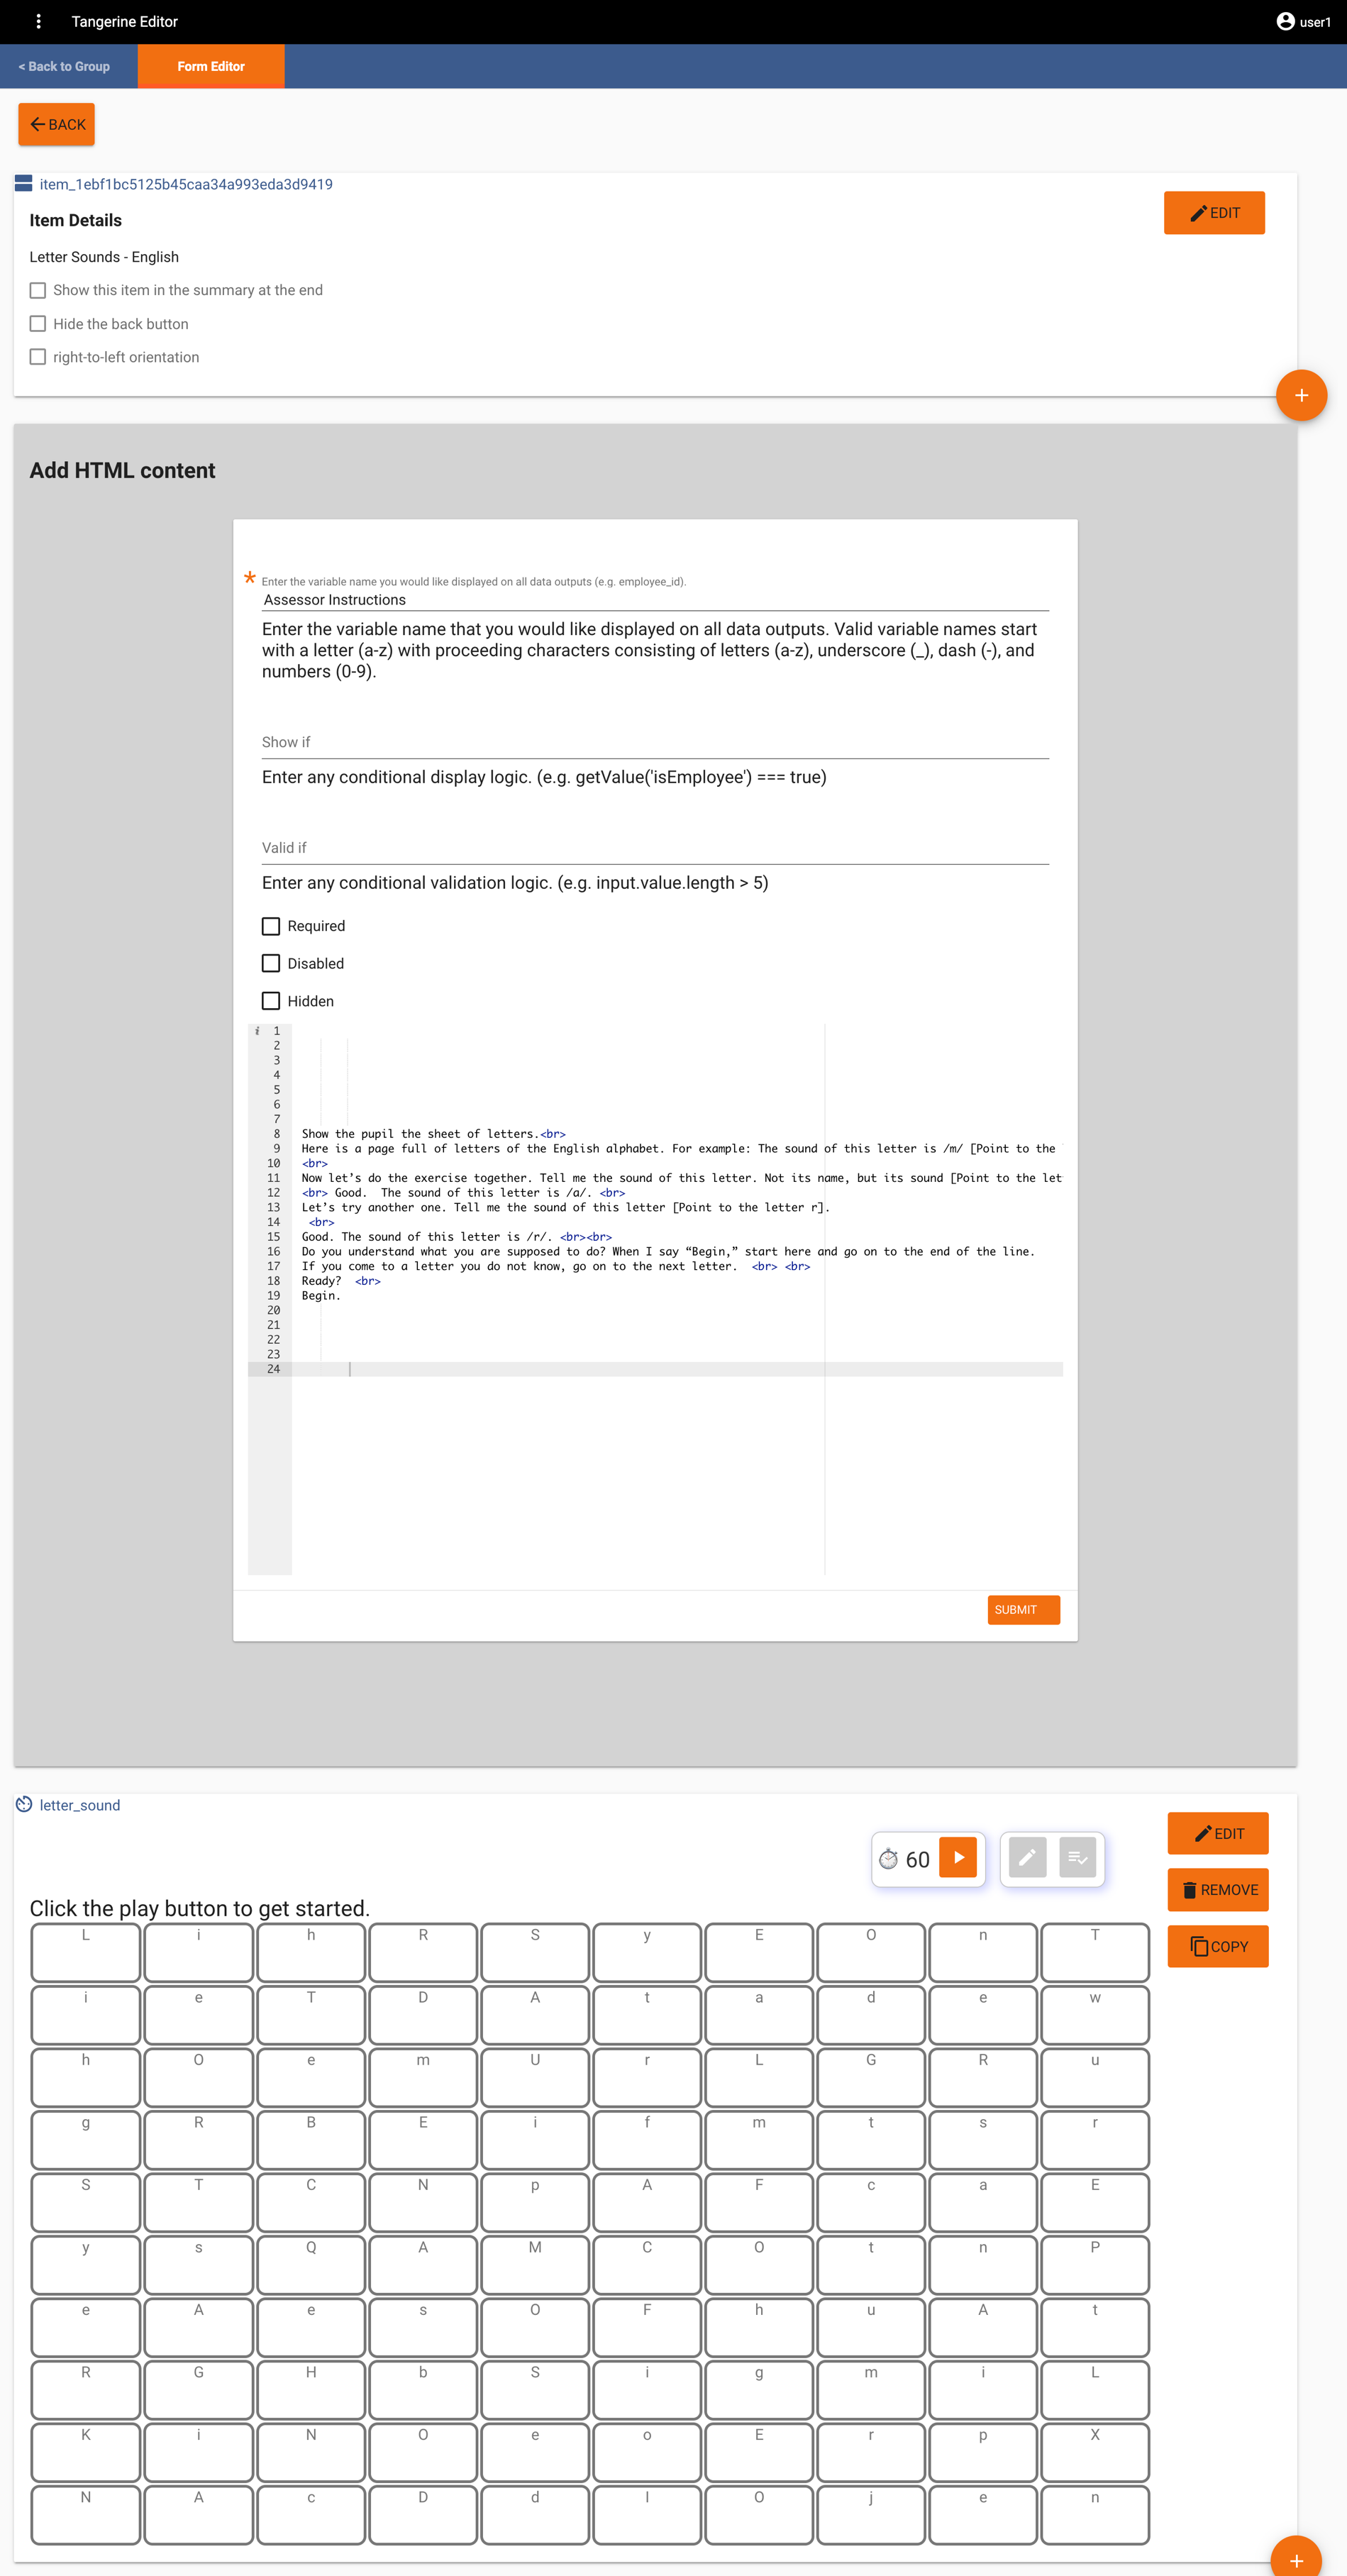 Tangerine Editor
user1
< Back to Group
Form Editor
BACK
item_1ebf1bc5125b45caa34a993eda3d9419
Item Details
EDIT
Letter Sounds - English
Show this item in the summary at the end
Hide the back button
right-to-left orientation
+
Add HTML content
* Enter the variable name you would like displayed on all data outputs (e.g. employee_id).
Assessor Instructions
Enter the variable name that you would like displayed on all data outputs. Valid variable names start
with a letter (a-z) with proceeding characters consisting of letters (a-z), underscore (_), dash (-), and
numbers (0-9).
Show if
Enter any conditional display logic. (e.g. getValue('isEmployee') === true)
Valid if
Enter any conditional validation logic. (e.g. input.value.length > 5)
Required
Disabled
Hidden
i 1
2
3
4
5
6
7
8 Show the pupil the sheet of letters.<br>
9 Here is a page full of letters of the English alphabet. For example: The sound of this letter is /m/ [Point to the
10 <br>
11 Now let’s do the exercise together. Tell me the sound of this letter. Not its name, but its sound [Point to the let
12 <br> Good.  The sound of this letter is /a/. <br>
13 Let’s try another one. Tell me the sound of this letter [Point to the letter r].
14 <br>
15 Good. The sound of this letter is /r/. <br><br>
16 Do you understand what you are supposed to do? When I say “Begin,” start here and go on to the end of the line.
17 If you come to a letter you do not know, go on to the next letter.  <br> <br>
18 Ready?  <br>
19 Begin.
20
21
22
23
24
SUBMIT
letter_sound
60
EDIT
REMOVE
COPY
Click the play button to get started.
L i h R S y E O n T
i e T D A t a d e w
h O e m U r L G R u
g R B E i f m t s r
S T C N p A F c a E
y s Q A M C O t n P
e A e s O F h u A t
R G H b S i g m i L
K i N O e o E r p X
N A c D d I O j e n
+